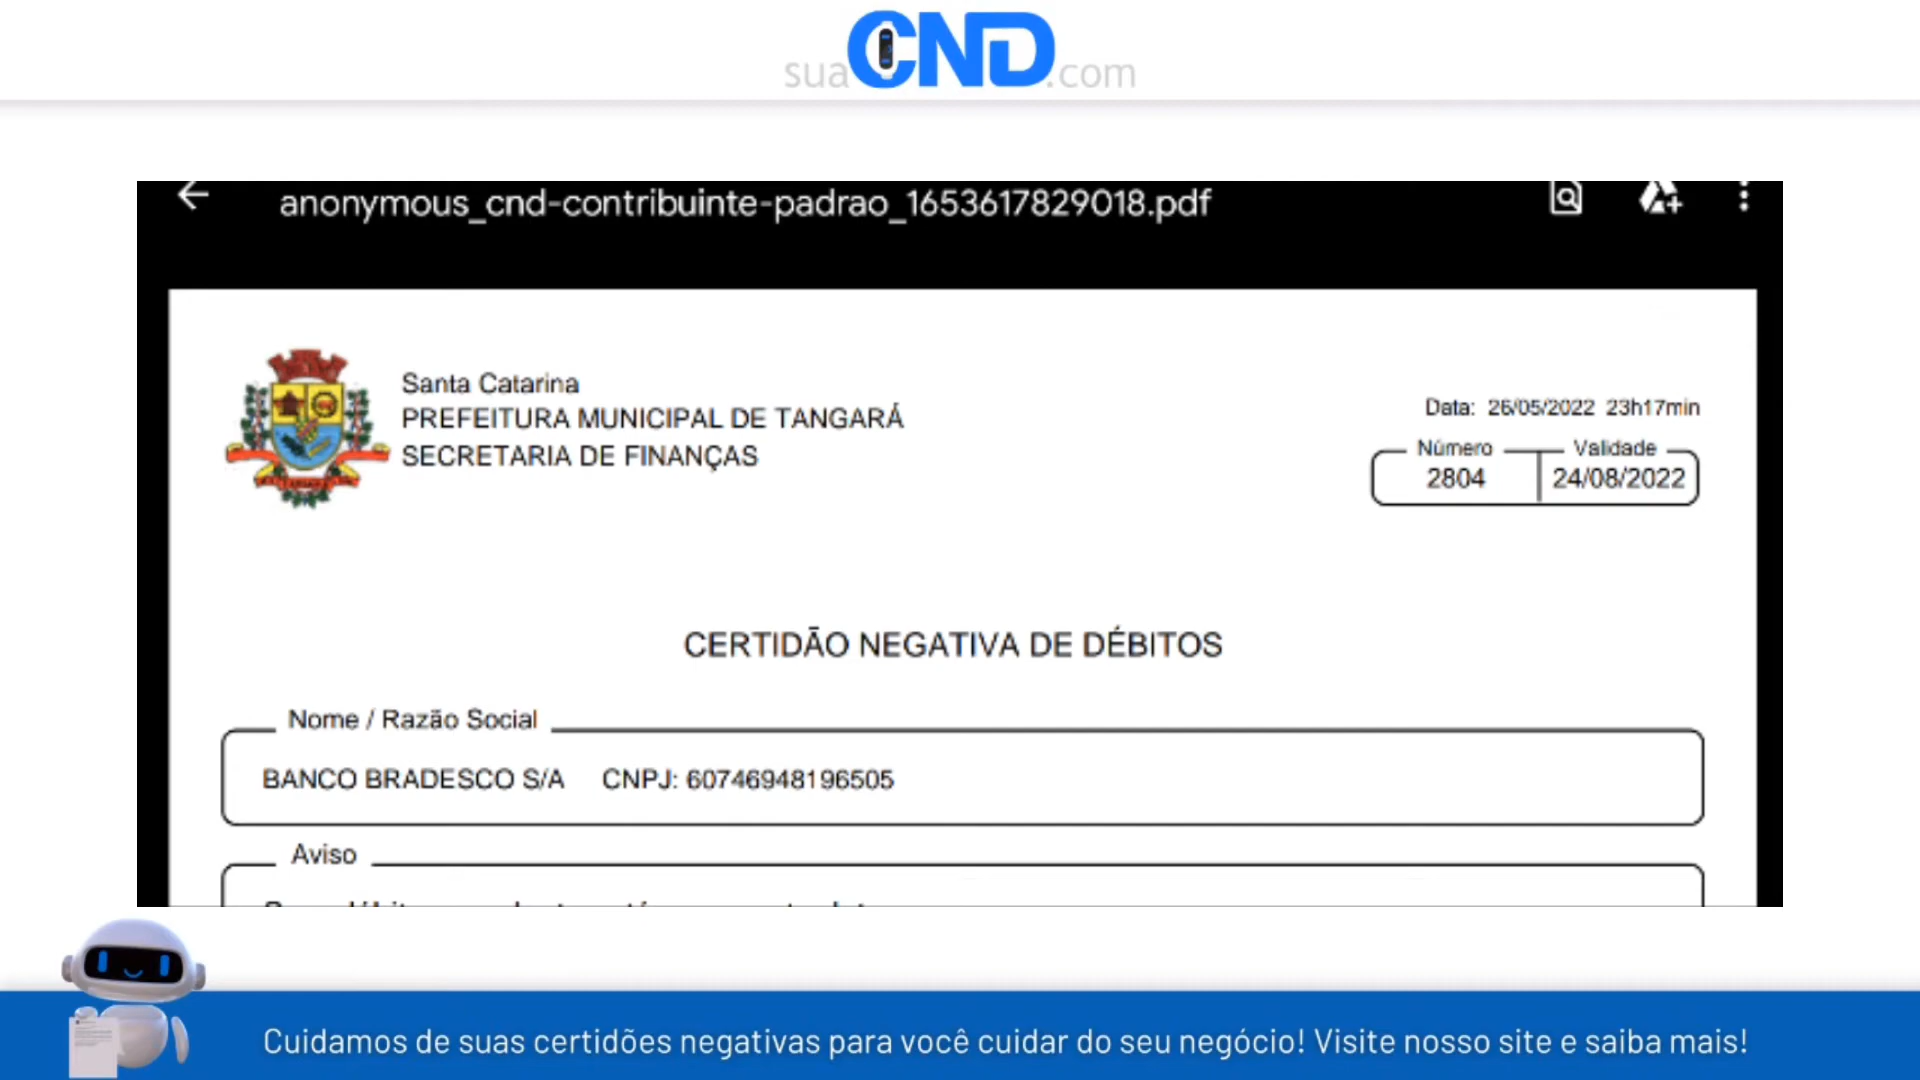 suaCND.com
anonymous_cnd-contribuinte-padrao_1653617829018.pdf
Santa Catarina
PREFEITURA MUNICIPAL DE TANGARÁ
SECRETARIA DE FINANÇAS
Data: 26/05/2022 23h17min
Número Validade
2804 24/08/2022
CERTIDÃO NEGATIVA DE DÉBITOS
Nome / Razão Social
BANCO BRADESCO S/A CNPJ: 60746948196505
Aviso
Cuidamos de suas certidões negativas para você cuidar do seu negócio! Visite nosso site e saiba mais!